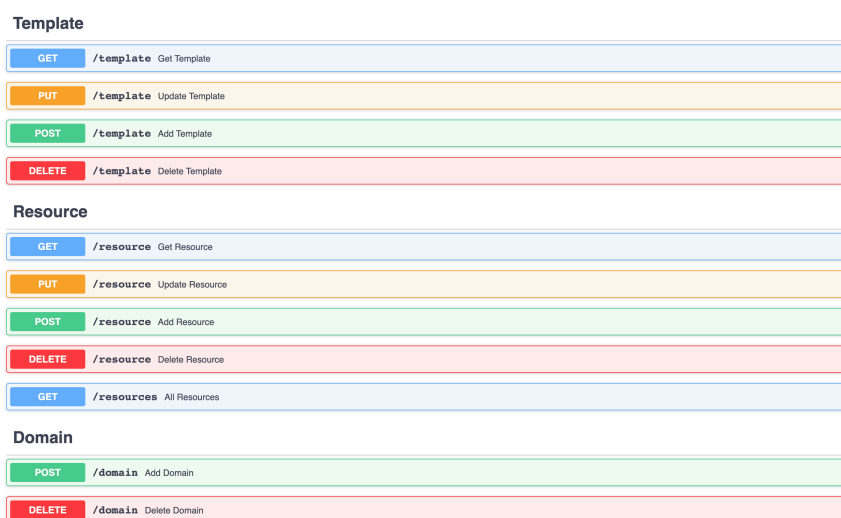 Template
GET /template Get Template
PUT /template Update Template
POST /template Add Template
DELETE /template Delete Template
Resource
GET /resource Get Resource
PUT /resource Update Resource
POST /resource Add Resource
DELETE /resource Delete Resource
GET /resources All Resources
Domain
POST /domain Add Domain
DELETE /domain Delete Domain